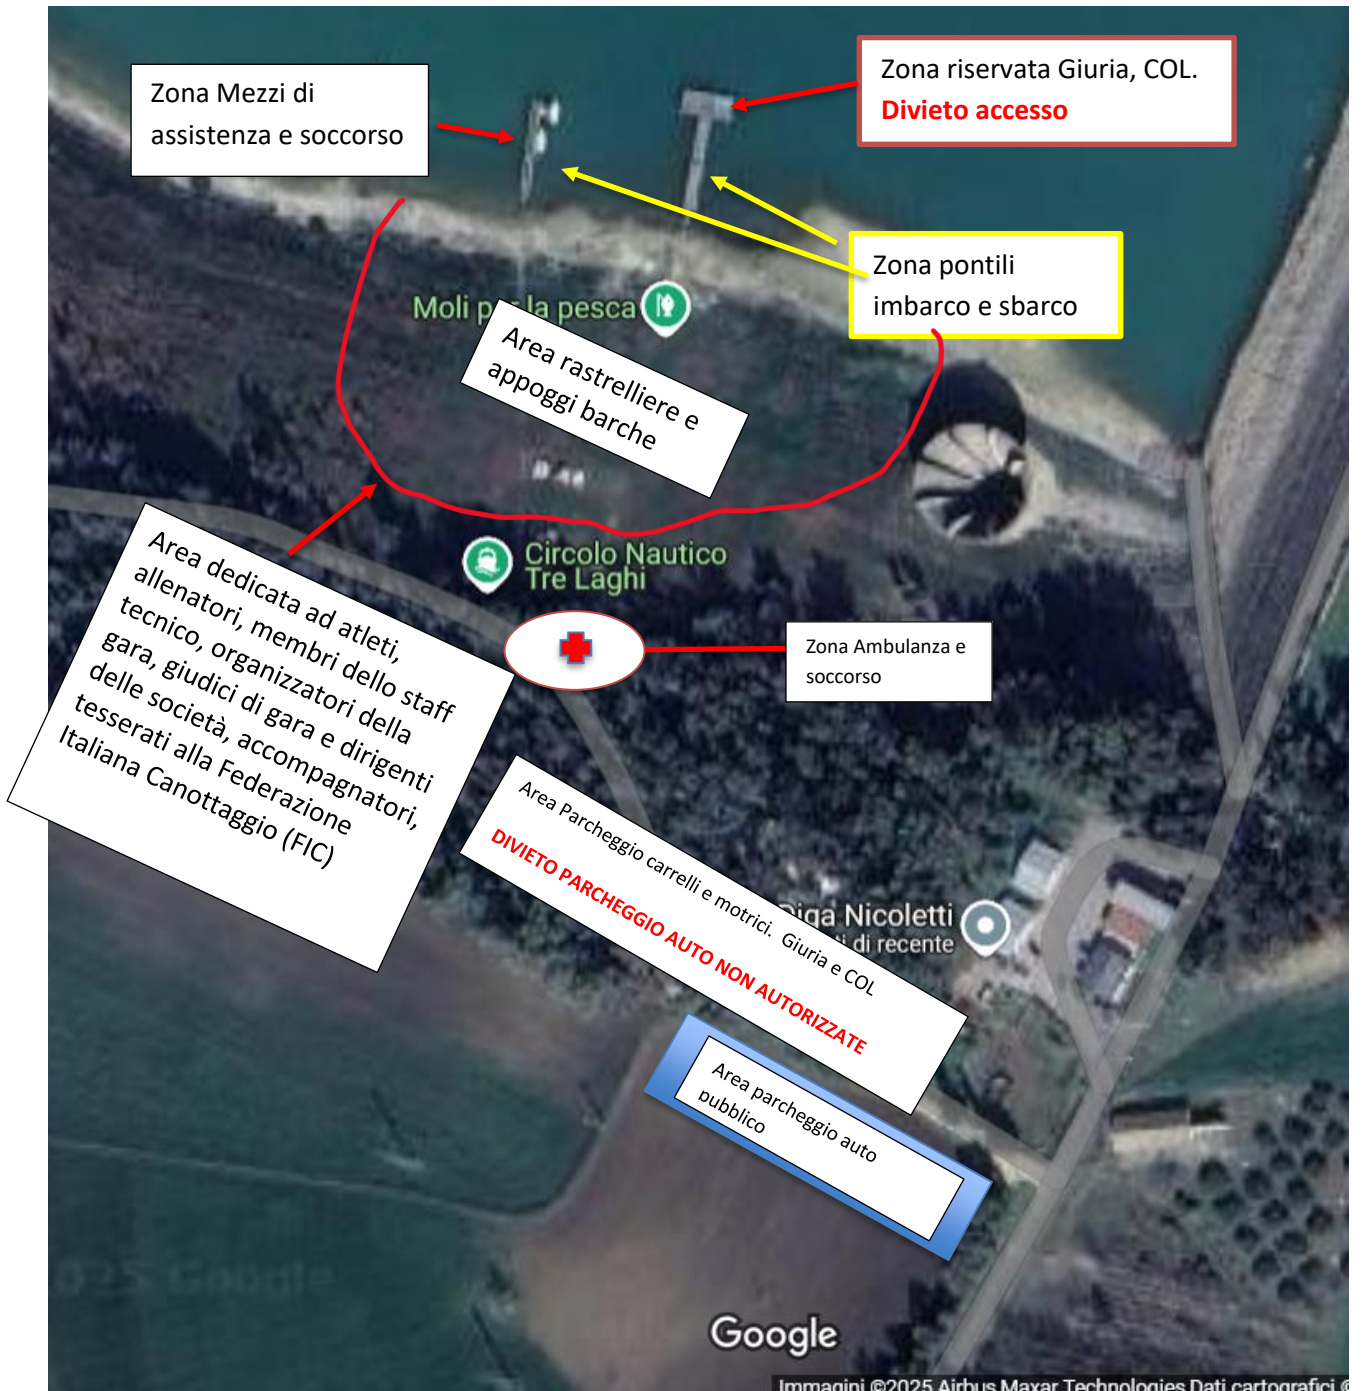 Zona Mezzi di
assistenza e soccorso
Zona riservata Giuria, COL.
Divieto accesso
Zona pontili
imbarco e sbarco
Moli p la pesca
Area rastrelliere e
appoggi barche
Circolo Nautico
Tre Laghi
Area dedicata ad atleti,
allenatori, membri dello staff
tecnico, organizzatori della
gara, giudici di gara e dirigenti
delle società, accompagnatori,
tesserati alla Federazione
Italiana Canottaggio (FIC)
Zona Ambulanza e
soccorso
Area Parcheggio carrelli e motrici. Giuria e COL
DIVIETO PARCHEGGIO AUTO NON AUTORIZZATE
Diga Nicoletti
di recente
Area parcheggio auto
pubblico
2025 Google
Google
Immagini ©2025 Airbus Maxar Technologies Dati cartografici ©